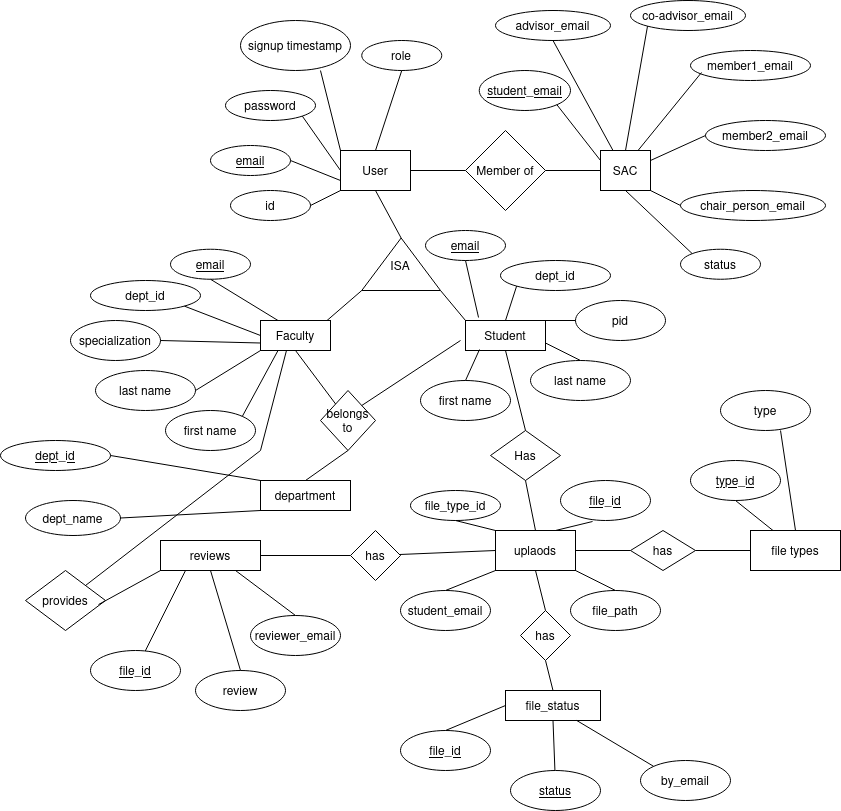 co-advisor_email
advisor_email
signup timestamp
role
member1_email
student_email
password
member2_email
email
User
Member of
SAC
id
chair_person_email
email
status
email
ISA
dept_id
dept_id
pid
specialization
Faculty
Student
last name
last name
first name
type
belongs
to
first name
dept_id
Has
type_id
department
file_type_id
file_id
dept_name
reviews
has
uplaods
has
file types
provides
student_email
file_path
reviewer_email
has
file_id
review
file_status
file_id
status
by_email